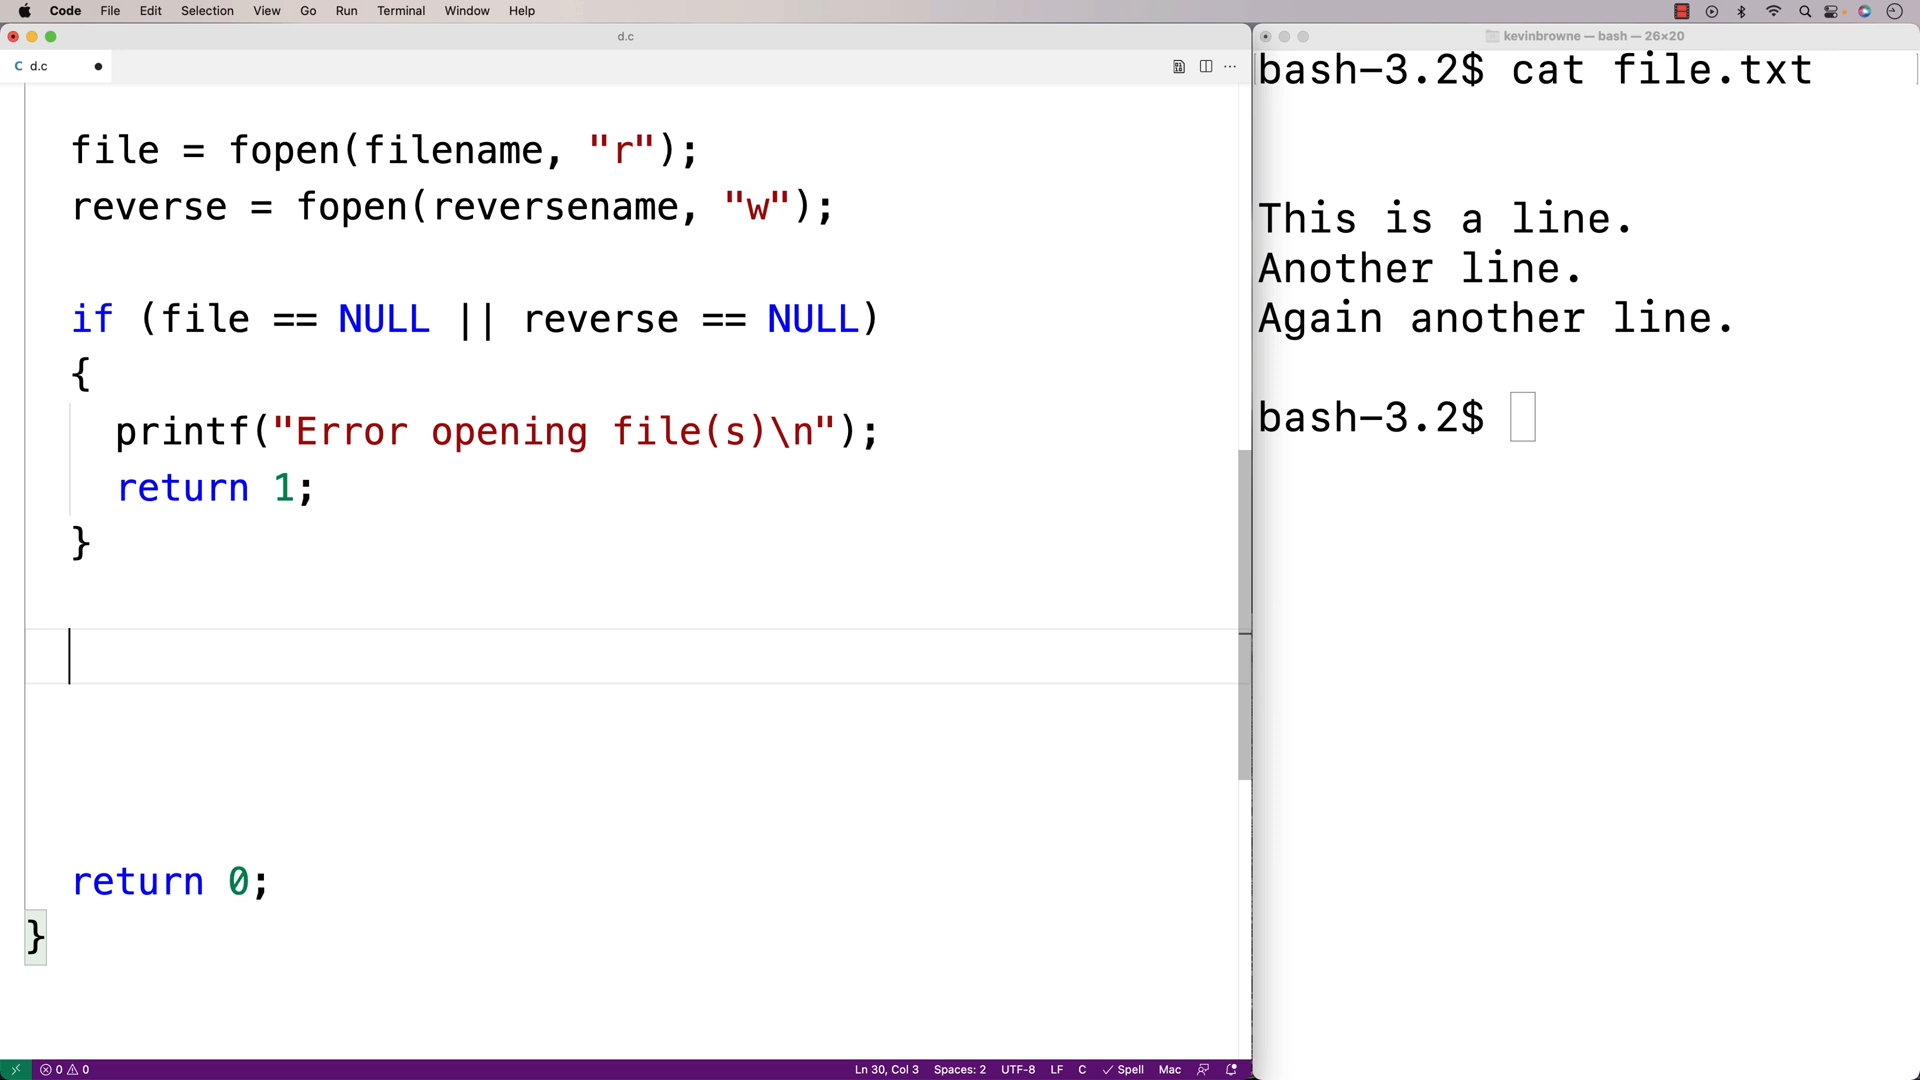 Code File Edit Selection View Go Run Terminal Window Help
d.c
C d.c
file = fopen(filename, "r");
reverse = fopen(reversename, "w");
if (file == NULL || reverse == NULL)
{
printf("Error opening file(s)\n");
return 1;
}
return 0;
}
0 0 Ln 30, Col 3 Spaces: 2 UTF-8 LF C Spell Mac
kevinbrowne — bash — 26×20
bash-3.2$ cat file.txt
This is a line.
Another line.
Again another line.
bash-3.2$